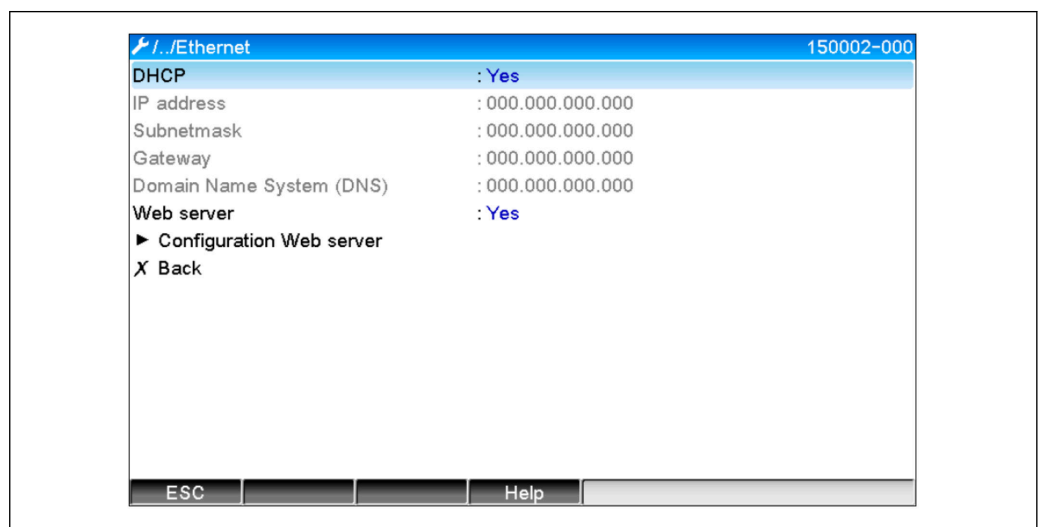 /../Ethernet 150002-000
DHCP : Yes
IP address : 000.000.000.000
Subnetmask : 000.000.000.000
Gateway : 000.000.000.000
Domain Name System (DNS) : 000.000.000.000
Web server : Yes
► Configuration Web server
X Back
ESC Help